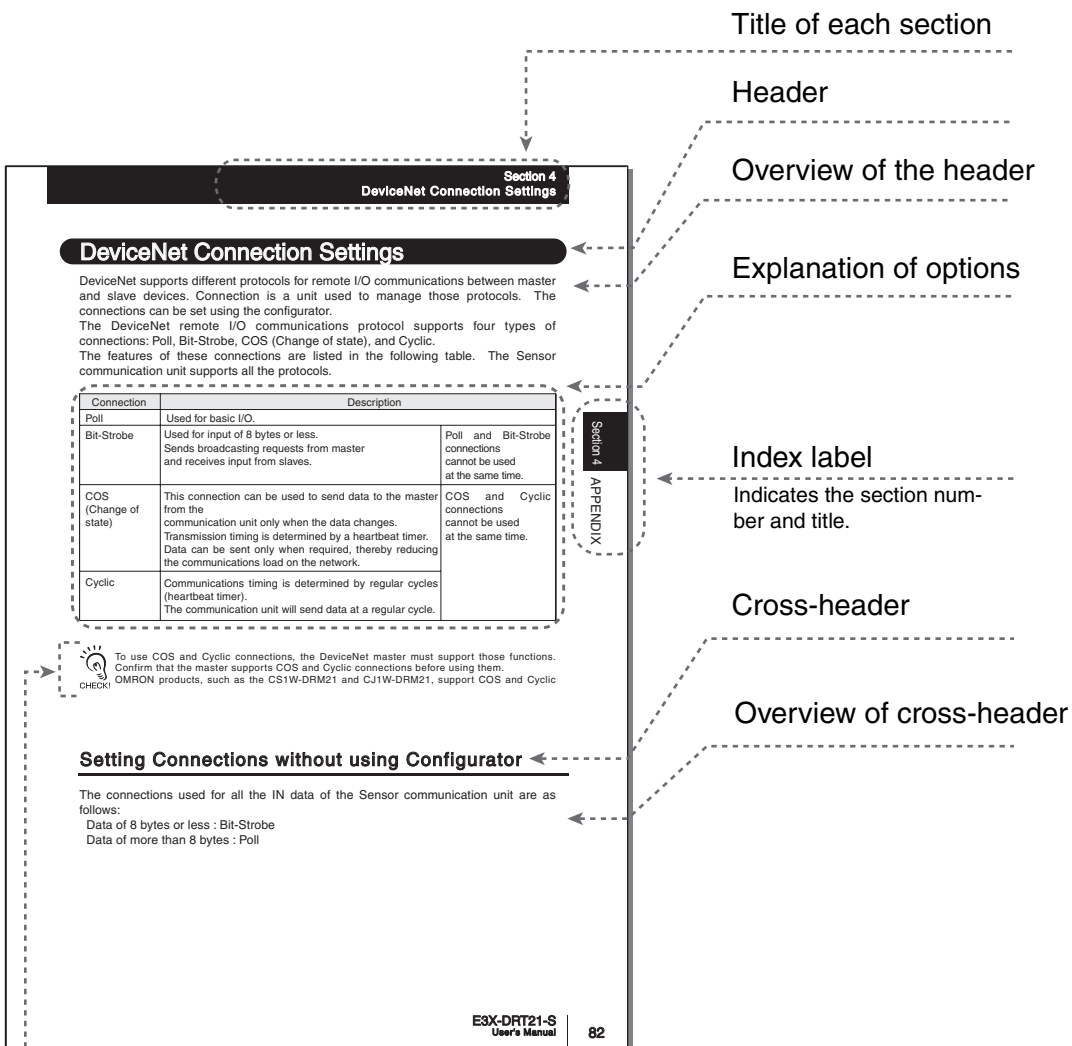 Title of each section
Header
Overview of the header
Explanation of options
Index label
Indicates the section num-
ber and title.
Cross-header
Overview of cross-header
Section 4
DeviceNet Connection Settings
DeviceNet Connection Settings
DeviceNet supports different protocols for remote I/O communications between master
and slave devices. Connection is a unit used to manage those protocols. The
connections can be set using the configurator.
The DeviceNet remote I/O communications protocol supports four types of
connections: Poll, Bit-Strobe, COS (Change of state), and Cyclic.
The features of these connections are listed in the following table. The Sensor
communication unit supports all the protocols.
Connection Description
Poll Used for basic I/O.
Bit-Strobe Used for input of 8 bytes or less. Poll and Bit-Strobe
Sends broadcasting requests from master connections
and receives input from slaves. cannot be used
at the same time.
COS This connection can be used to send data to the master COS and Cyclic
(Change of from the connections
state) communication unit only when the data changes. cannot be used
Transmission timing is determined by a heartbeat timer. at the same time.
Data can be sent only when required, thereby reducing
the communications load on the network.
Cyclic Communications timing is determined by regular cycles
(heartbeat timer).
The communication unit will send data at a regular cycle.
Section 4 APPENDIX
To use COS and Cyclic connections, the DeviceNet master must support those functions.
Confirm that the master supports COS and Cyclic connections before using them.
CHECK! OMRON products, such as the CS1W-DRM21 and CJ1W-DRM21, support COS and Cyclic
Setting Connections without using Configurator
The connections used for all the IN data of the Sensor communication unit are as
follows:
Data of 8 bytes or less : Bit-Strobe
Data of more than 8 bytes : Poll
E3X-DRT21-S
User's Manual 82